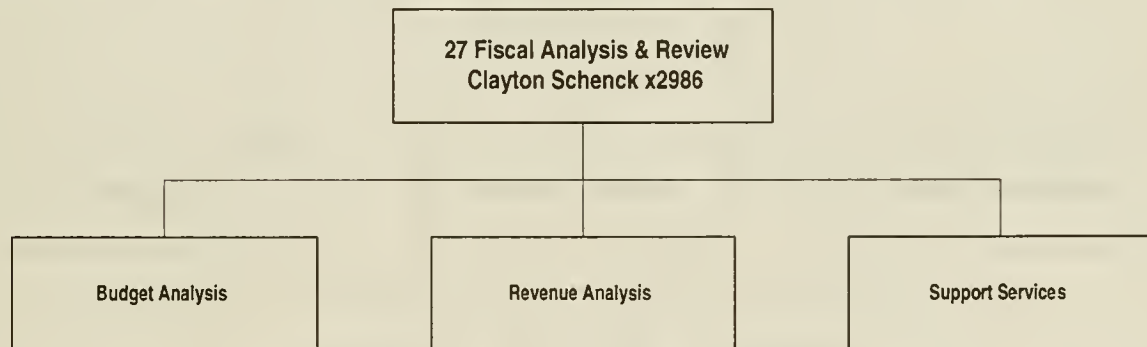 27 Fiscal Analysis & Review
Clayton Schenck x2986
Budget Analysis
Revenue Analysis
Support Services